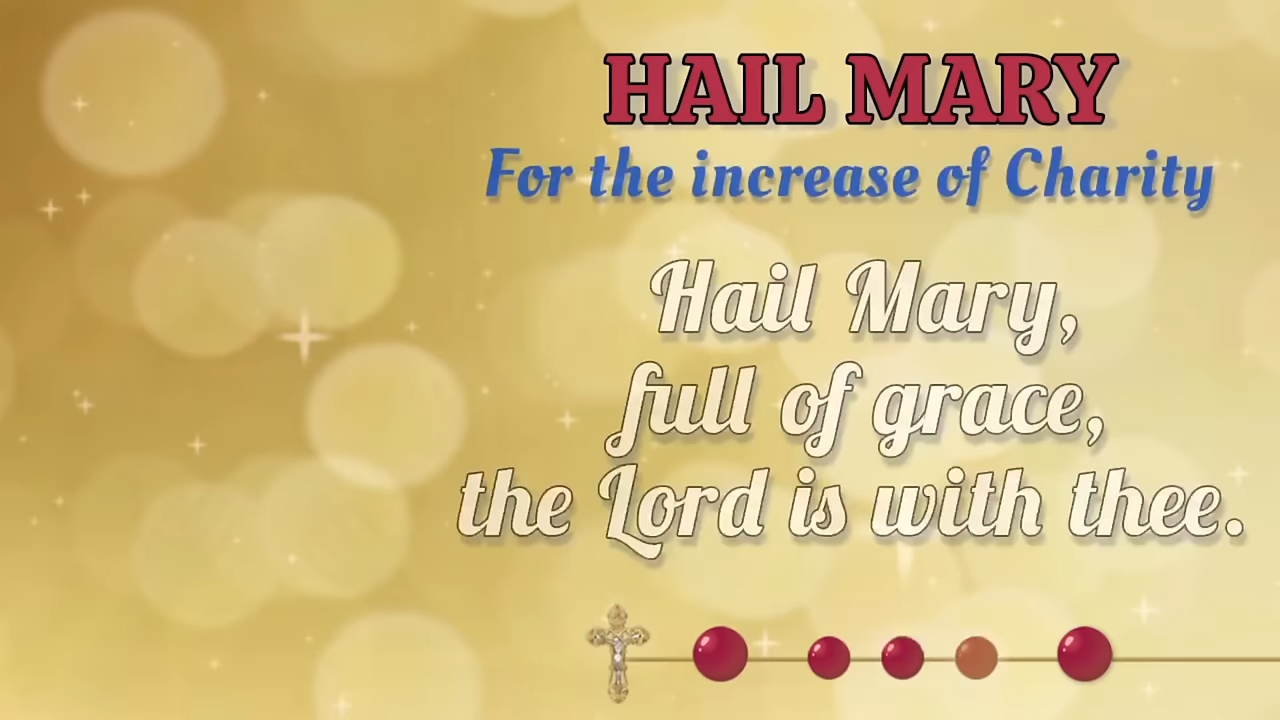 HAIL MARY
For the increase of Charity
Hail Mary,
full of grace,
the Lord is with thee.